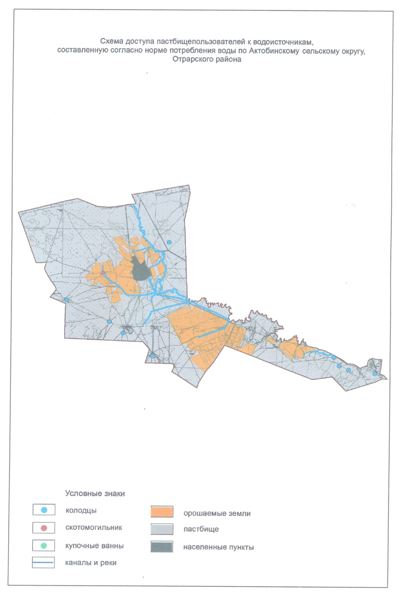 Схема доступа пастбищепользователей к водоисточникам,
составленную согласно норме потребления воды по Актобинскому сельскому округу,
Отрарского района
Условные знаки
колодцы
скотомогильник
купочные ванны
каналы и реки
орошаемые земли
пастбище
населенные пункты